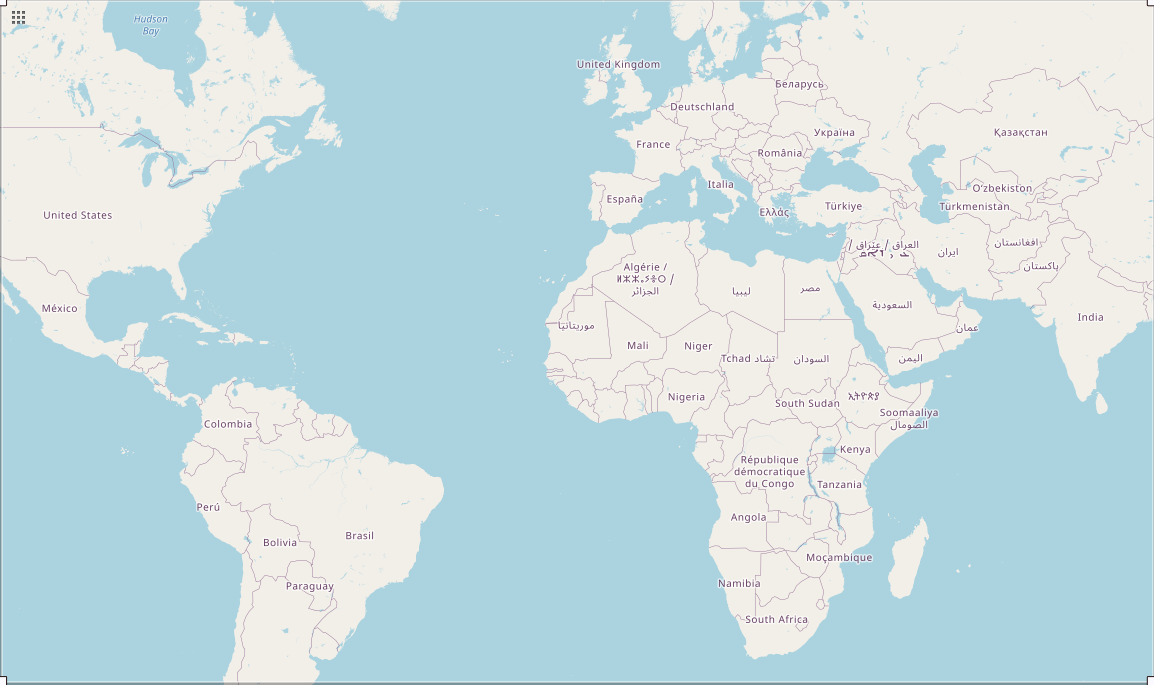 Hudson
Bay
United Kingdom
Беларусь
Deutschland
Україна
Қазақстан
France
România
Italia
Oʻzbekiston
España
Ελλάς
Türkiye
Türkmenistan
United States
العراق / عێراق /
افغانستان
ایران
پاکستان
Algérie /
ⵍⵣⵣⴰⵢⴻⵔ /
الجزائر
ليبيا
مصر
السعودية
México
موريتانيا
عمان
India
Mali
Niger
Tchad تشاد
السودان
اليمن
Nigeria
South Sudan
ኢትዮጵያ
Soomaaliya
الصومال
Colombia
Kenya
République
démocratique
du Congo
Tanzania
Perú
Angola
Brasil
Bolivia
Moçambique
Paraguay
Namibia
South Africa